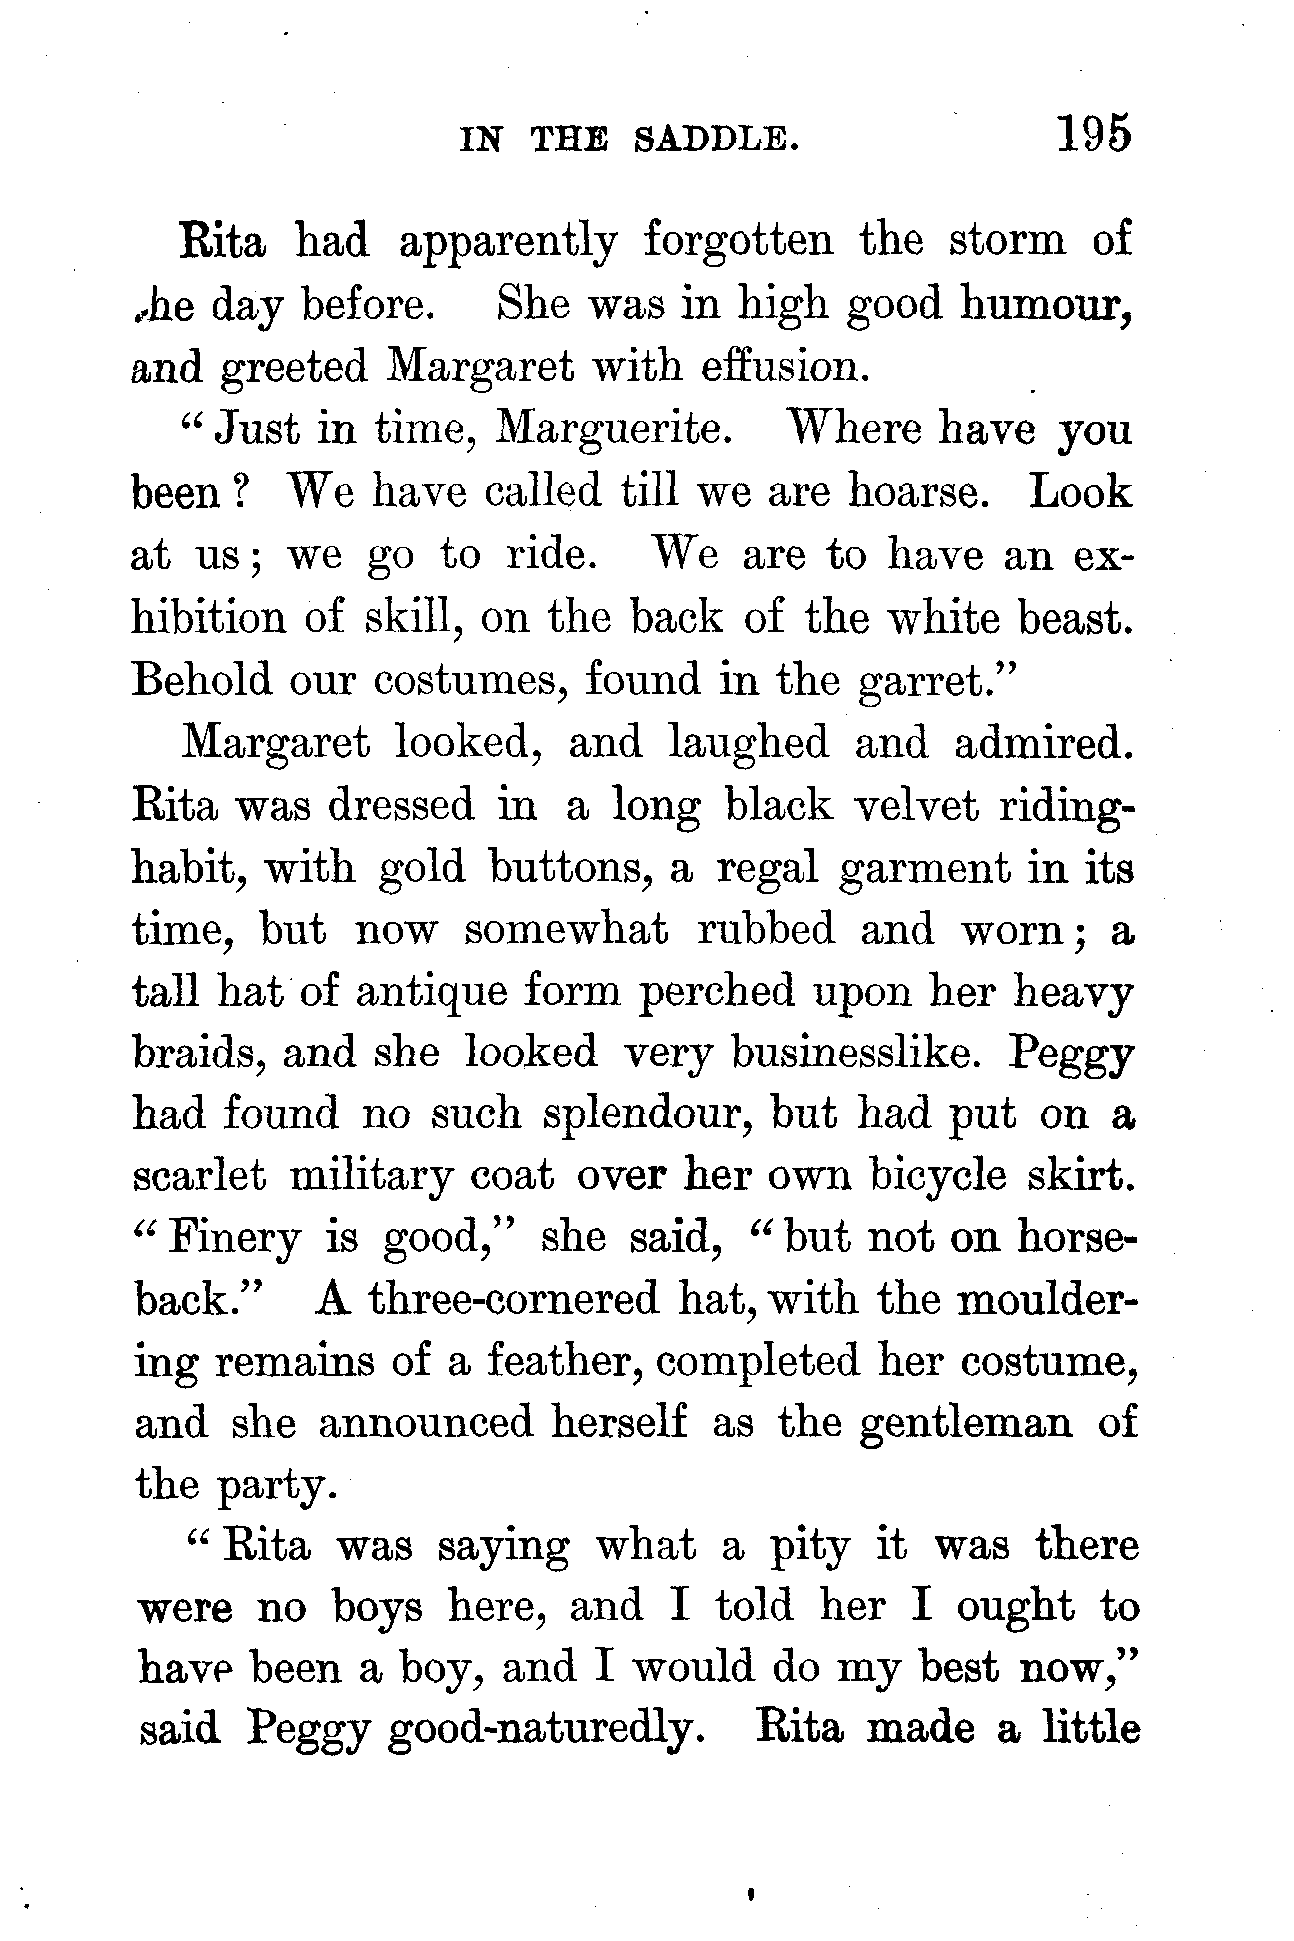 IN THE SADDLE. 195
Rita had apparently forgotten the storm of
the day before. She was in high good humour,
and greeted Margaret with effusion.
“Just in time, Marguerite. Where have you
been? We have called till we are hoarse. Look
at us; we go to ride. We are to have an ex-
hibition of skill, on the back of the white beast.
Behold our costumes, found in the garret.”
Margaret looked, and laughed and admired.
Rita was dressed in a long black velvet riding-
habit, with gold buttons, a regal garment in its
time, but now somewhat rubbed and worn; a
tall hat of antique form perched upon her heavy
braids, and she looked very businesslike. Peggy
had found no such splendour, but had put on a
scarlet military coat over her own bicycle skirt.
“Finery is good,” she said, “but not on horse-
back.” A three-cornered hat, with the moulder-
ing remains of a feather, completed her costume,
and she announced herself as the gentleman of
the party.
“Rita was saying what a pity it was there
were no boys here, and I told her I ought to
have been a boy, and I would do my best now,”
said Peggy good-naturedly. Rita made a little